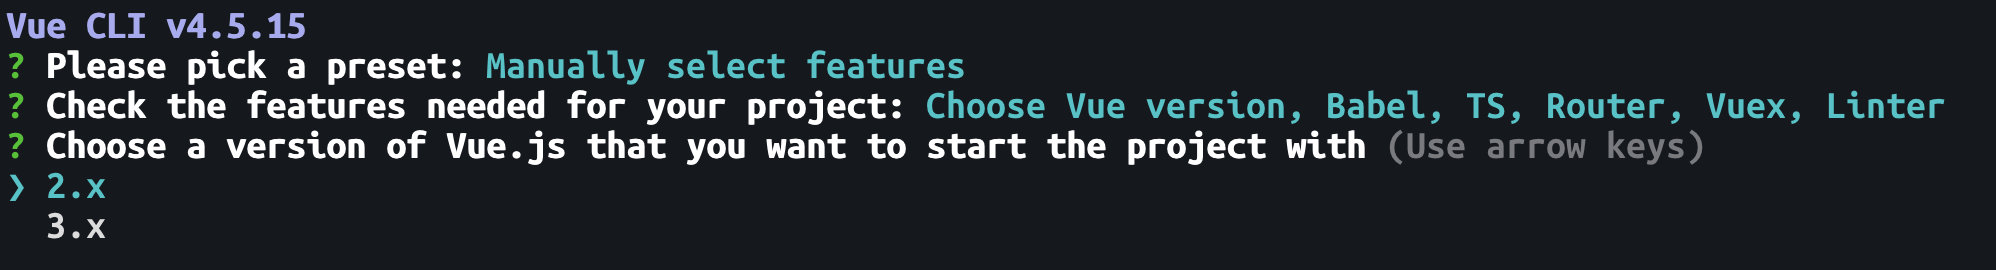 Vue CLI v4.5.15
? Please pick a preset: Manually select features
? Check the features needed for your project: Choose Vue version, Babel, TS, Router, Vuex, Linter
? Choose a version of Vue.js that you want to start the project with (Use arrow keys)
❯ 2.x
  3.x